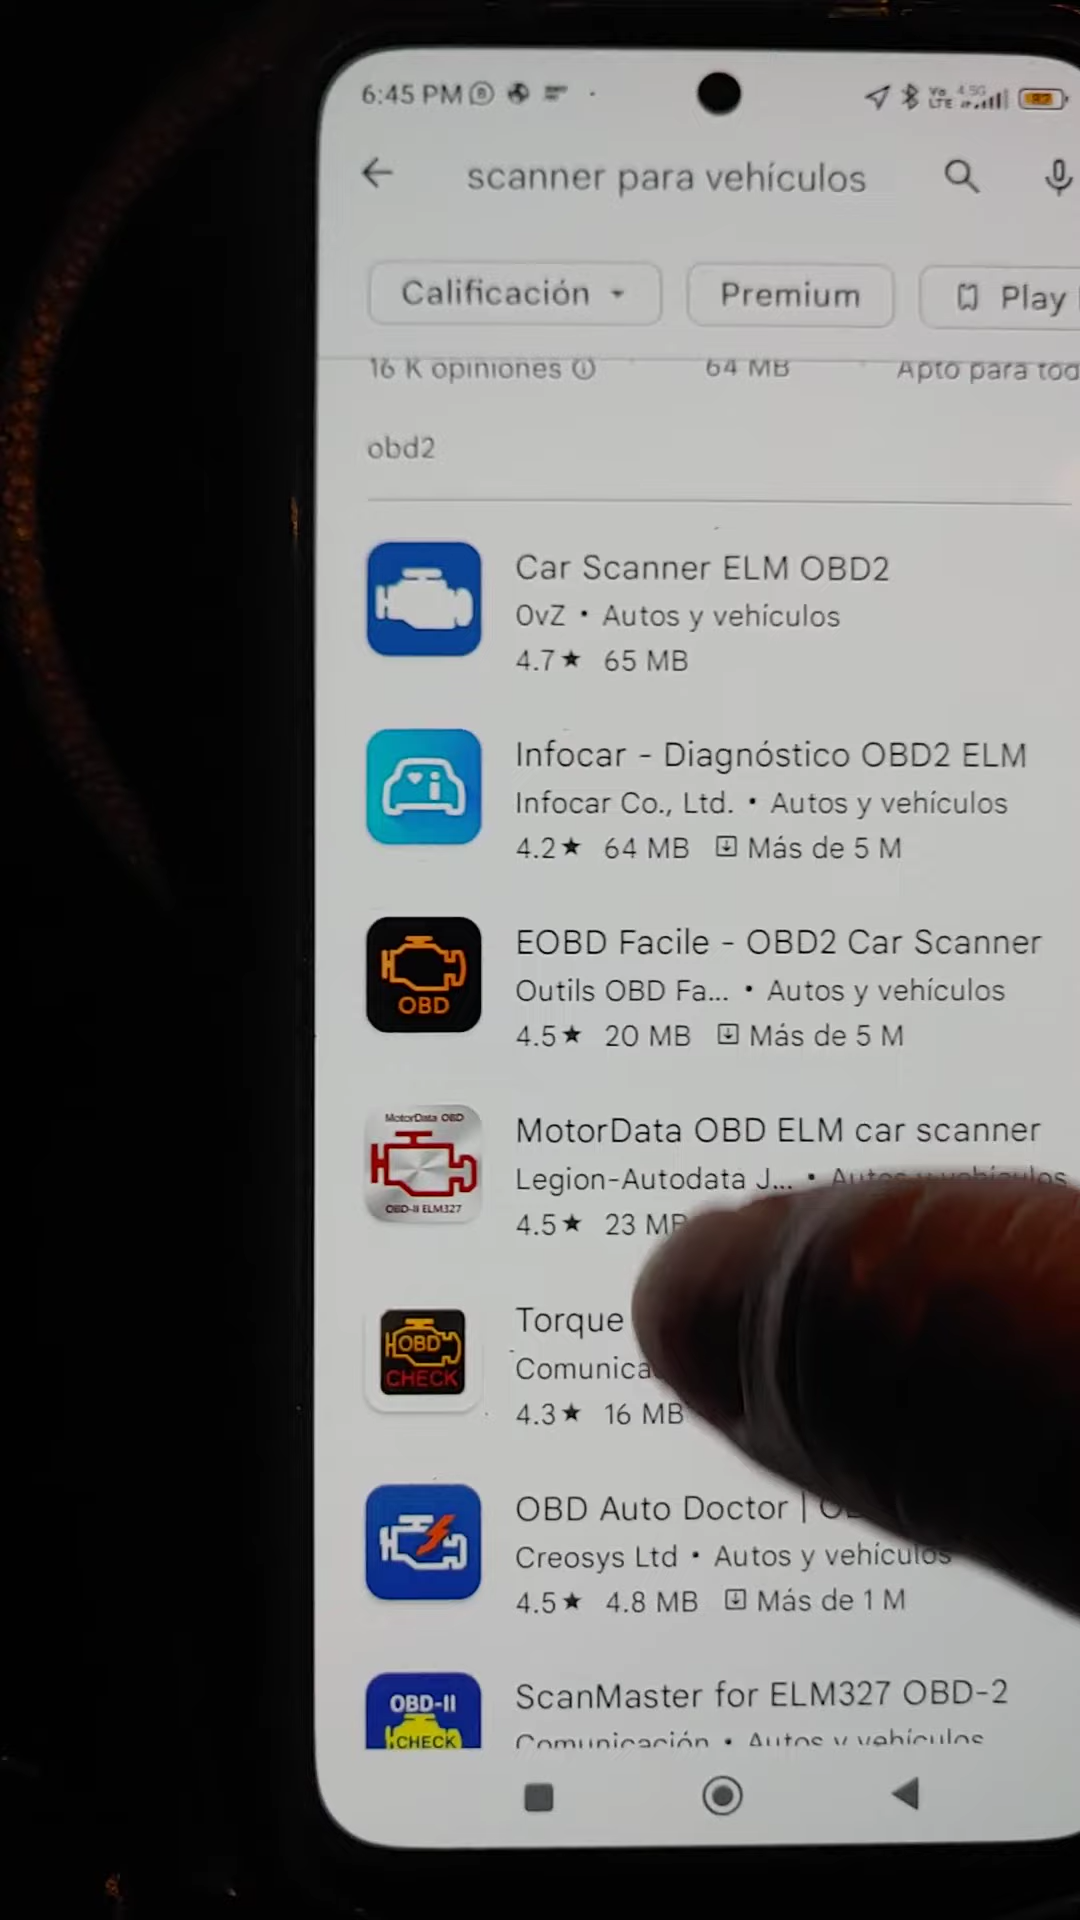 6:45 PM
Vo LTE 4.5G
scanner para vehículos
Calificación
Premium
Play
16 K opiniones
64 MB
Apto para tod
obd2
Car Scanner ELM OBD2
OvZ • Autos y vehículos
4.7★ 65 MB
Infocar - Diagnóstico OBD2 ELM
Infocar Co., Ltd. • Autos y vehículos
4.2★ 64 MB Más de 5 M
EOBD Facile - OBD2 Car Scanner
OBD
Outils OBD Fa... • Autos y vehículos
4.5★ 20 MB Más de 5 M
MotorData OBD
OBD-II ELM327
MotorData OBD ELM car scanner
Legion-Autodata J... • Autos y vehículos
4.5★ 23 MB
OBD
CHECK
Torque
Comunica
4.3★ 16 MB
OBD Auto Doctor |
Creosys Ltd • Autos y vehículos
4.5★ 4.8 MB Más de 1 M
OBD-II
CHECK
ScanMaster for ELM327 OBD-2
Comunicación • Autos y vehículos